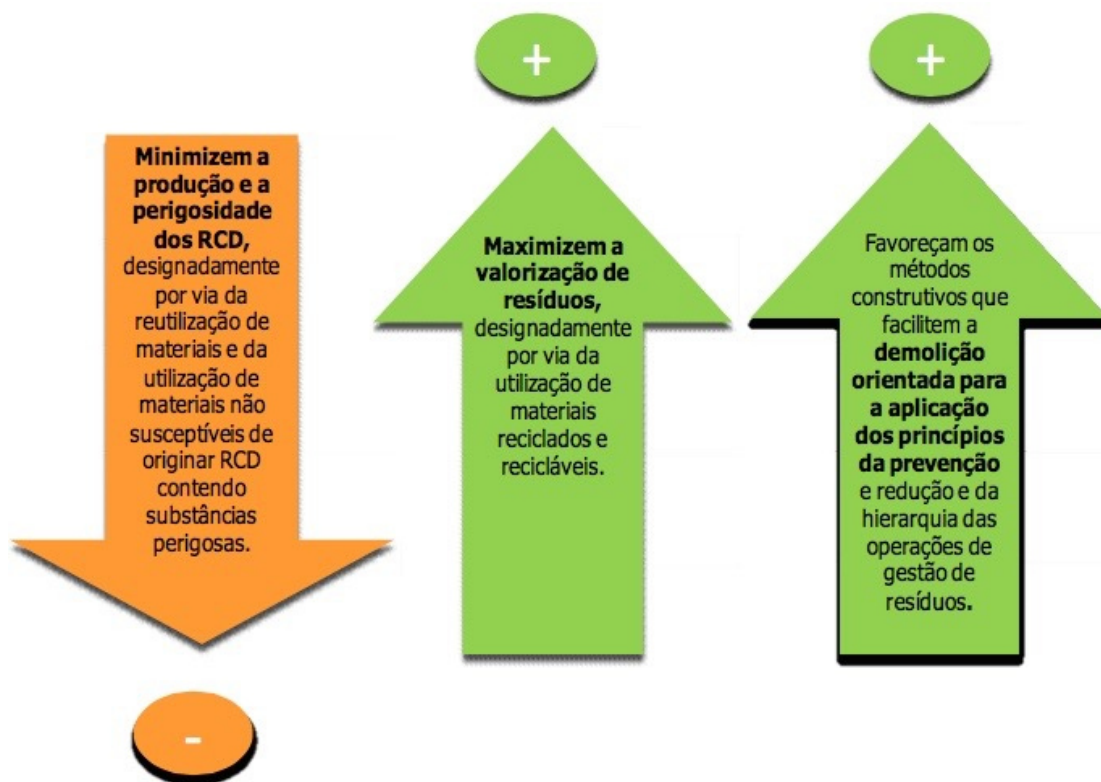 Minimizem a
produção e a
perigosidade
dos RCD,
designadamente
por via da
reutilização de
materiais e da
utilização de
materiais não
susceptíveis de
originar RCD
contendo
substâncias
perigosas.
-
+
Maximizem a
valorização de
resíduos,
designadamente
por via da
utilização de
materiais
reciclados e
recicláveis.
+
Favoreçam os
métodos
construtivos que
facilitem a
demolição
orientada para
a aplicação
dos princípios
da prevenção
e redução e da
hierarquia das
operações de
gestão de
resíduos.